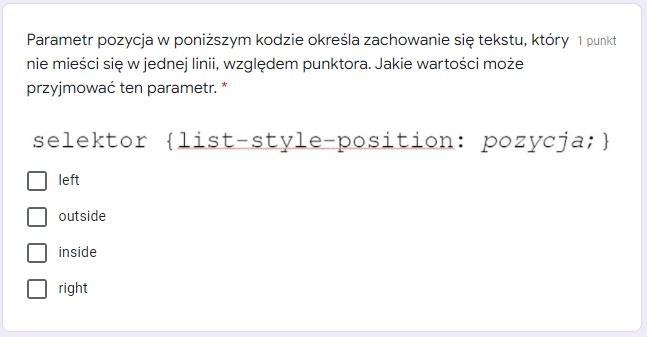 Parametr pozycja w poniższym kodzie określa zachowanie się tekstu, który 1 punkt
nie mieści się w jednej linii, względem punktora. Jakie wartości może
przyjmować ten parametr. *
selektor {list-style-position: pozycja;}
left
outside
inside
right